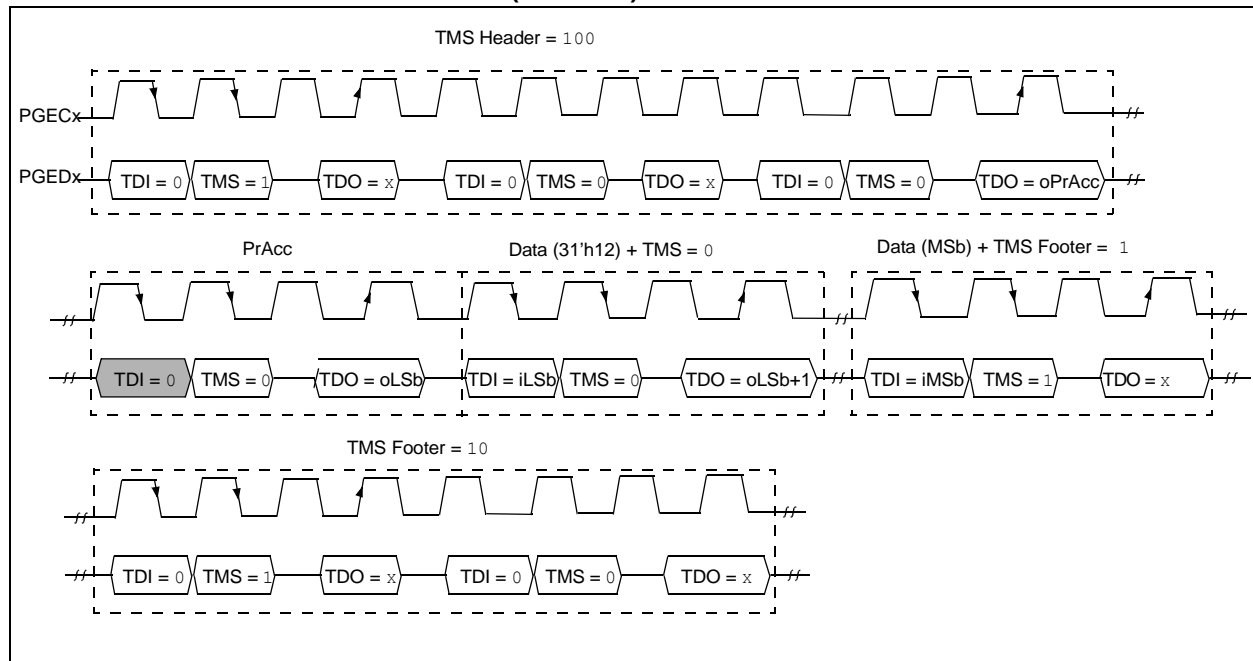 TMS Header = 100
PGECx
PGEDx
TDI = 0 TMS = 1 TDO = x TDI = 0 TMS = 0 TDO = x TDI = 0 TMS = 0 TDO = oPrAcc
PrAcc
Data (31'h12) + TMS = 0
Data (MSb) + TMS Footer = 1
TDI = 0 TMS = 0 TDO = oLSb TDI = iLSb TMS = 0 TDO = oLSb+1 TDI = iMSb TMS = 1 TDO = x
TMS Footer = 10
TDI = 0 TMS = 1 TDO = x TDI = 0 TMS = 0 TDO = x